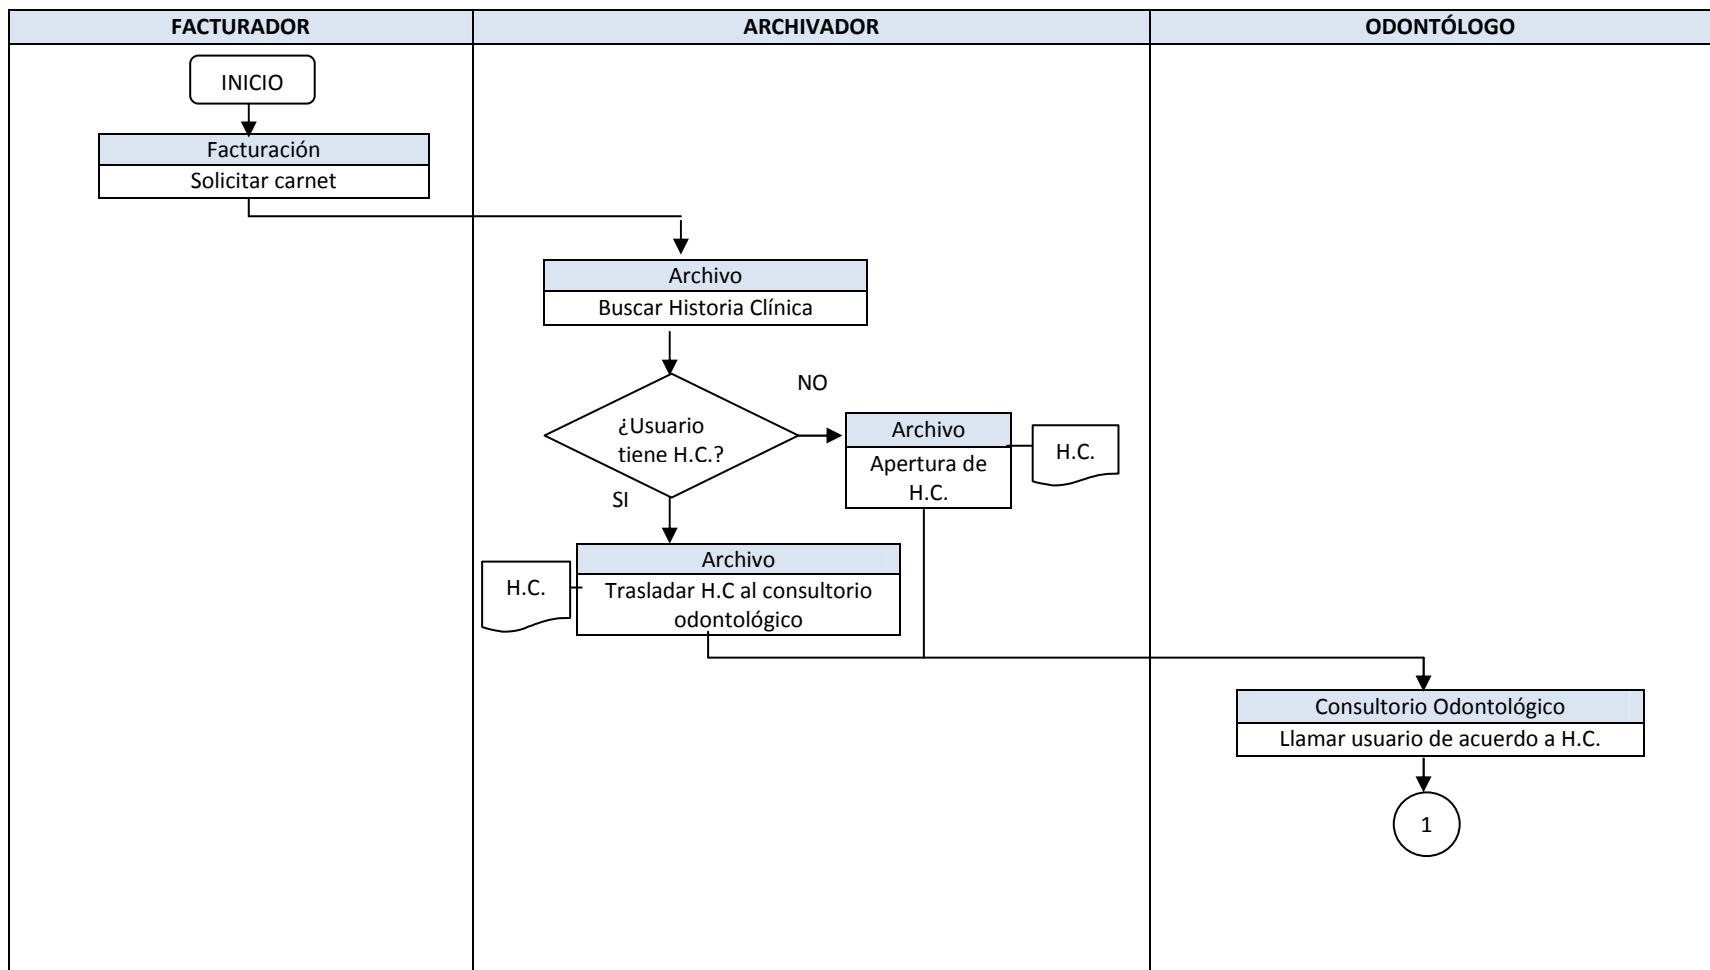 FACTURADOR
ARCHIVADOR
ODONTÓLOGO
INICIO
Facturación
Solicitar carnet
Archivo
Buscar Historia Clínica
¿Usuario
tiene H.C.?
NO
Archivo
Apertura de
H.C.
H.C.
SI
Archivo
Trasladar H.C al consultorio
odontológico
H.C.
Consultorio Odontológico
Llamar usuario de acuerdo a H.C.
1